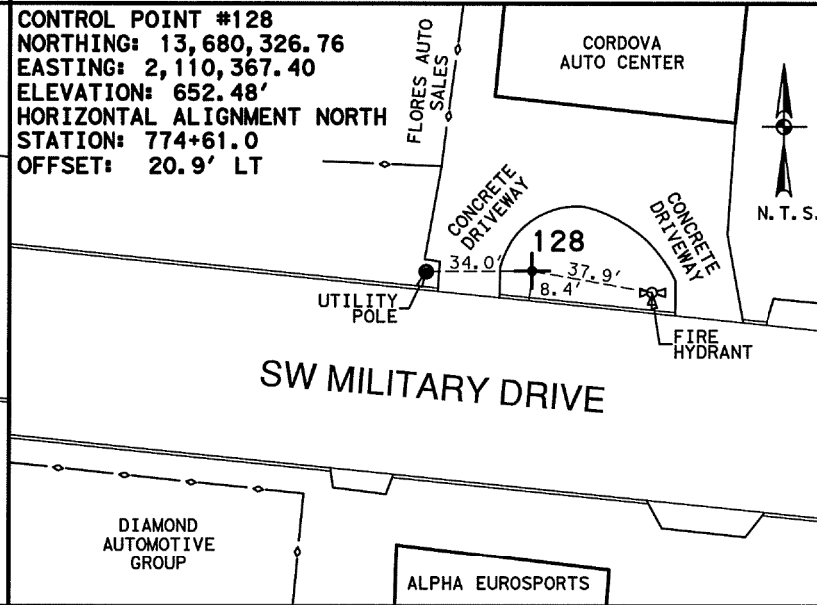 CONTROL POINT #128
NORTHING: 13,680,326.76
EASTING: 2,110,367.40
ELEVATION: 652.48'
HORIZONTAL ALIGNMENT NORTH
STATION: 774+61.0
OFFSET: 20.9' LT
FLORES AUTO
SALES
CORDOVA
AUTO CENTER
N.T.S.
CONCRETE
DRIVEWAY
CONCRETE
DRIVEWAY
128
34.0'
37.9'
8.4'
UTILITY
POLE
FIRE
HYDRANT
SW MILITARY DRIVE
DIAMOND
AUTOMOTIVE
GROUP
ALPHA EUROSPORTS